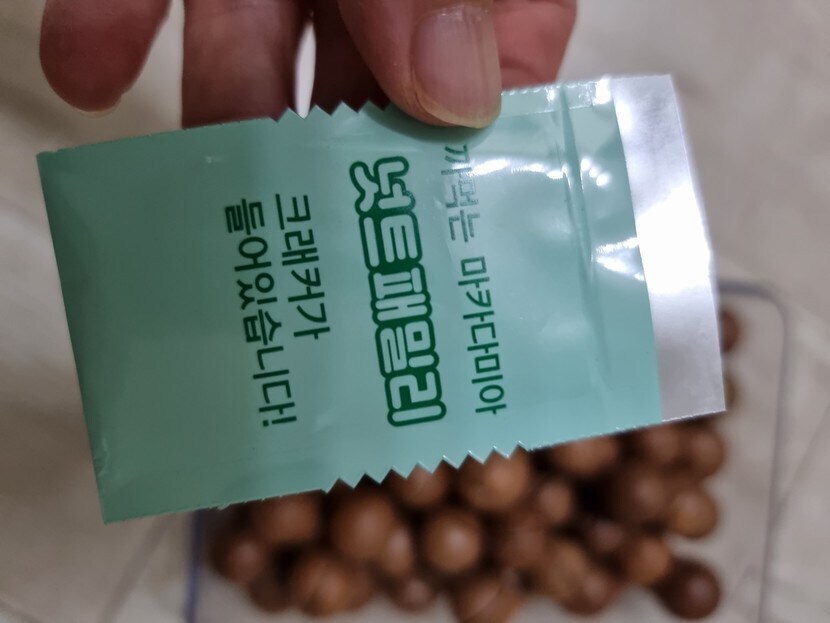 까먹는 마카다미아
넛트패밀리
크래커가
들어있습니다!